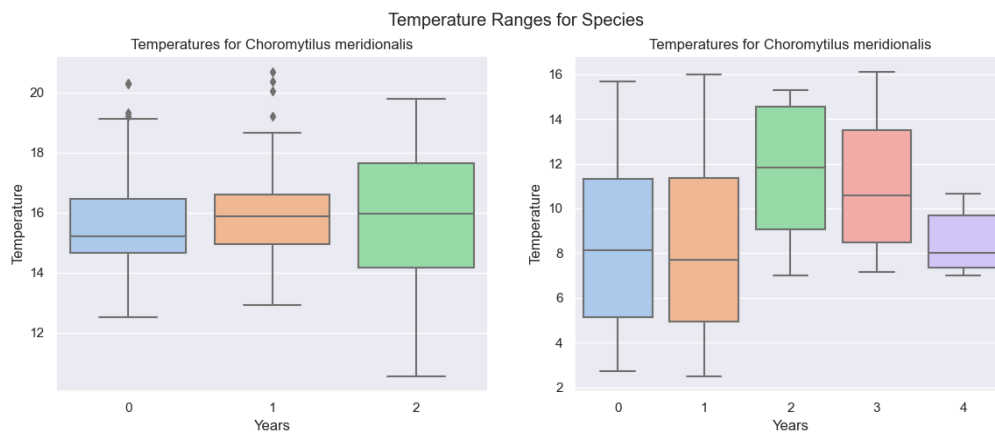 Temperature Ranges for Species
Temperatures for Choromytilus meridionalis
20
18
16
14
12
Temperature
0 1 2
Years
Temperatures for Choromytilus meridionalis
16
14
12
10
8
6
4
2
Temperature
0 1 2 3 4
Years